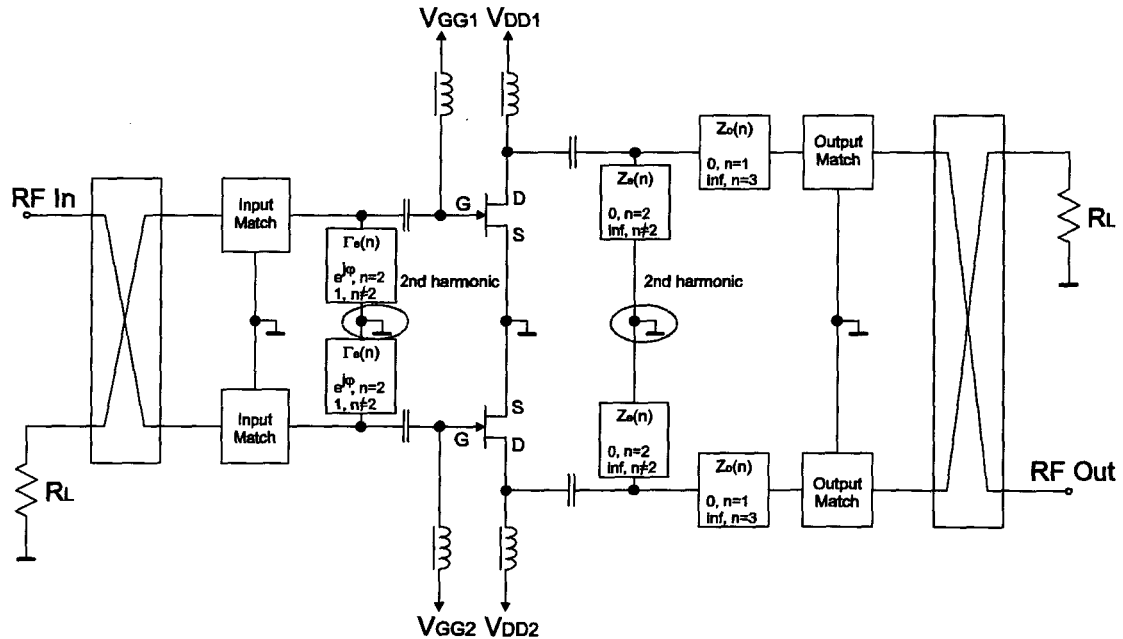 VGG1 VDD1
RF In
Input
Match
Γe(n)
e^jφ, n=2
1, n≠2
2nd harmonic
G
D
S
Ze(n)
0, n=2
inf, n≠2
2nd harmonic
Zo(n)
0, n=1
inf, n=3
Output
Match
RL
Γe(n)
e^jφ, n=2
1, n≠2
Input
Match
RL
S
G
D
Ze(n)
0, n=2
inf, n≠2
Zo(n)
0, n=1
inf, n=3
Output
Match
RF Out
VGG2 VDD2